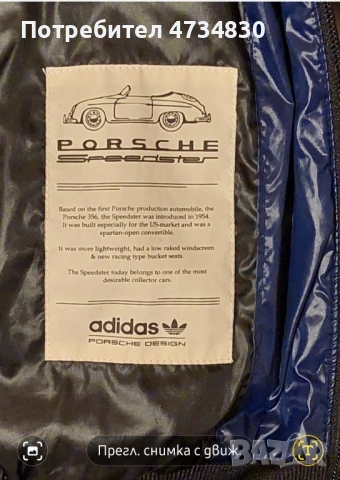 Потребител 4734830
PORSCHE
Speedster
Based on the first Porsche production automobile, the
Porsche 356, the Speedster was introduced in 1954.
It was built especially for the US-market and was a
spartan-open convertible.
It was more lightweight, had a low raked windscreen
& new racing type bucket seats.
The Speedster today belongs to one of the most
desirable collector cars.
adidas
PORSCHE DESIGN
Прегл. снимка с движ.
T
BAZAR